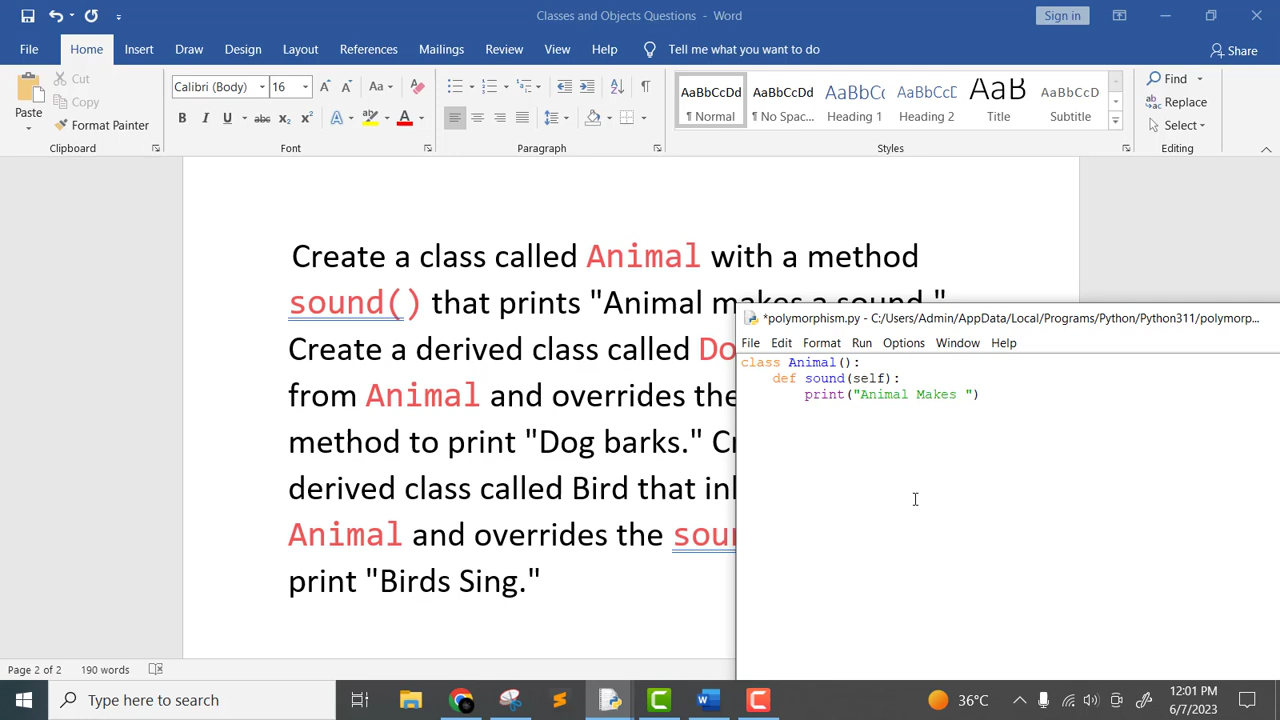 Classes and Objects Questions - Word
Sign in
File Home Insert Draw Design Layout References Mailings Review View Help Tell me what you want to do Share
Paste
Cut
Copy
Format Painter
Clipboard
Calibri (Body) 16
Font
Paragraph
AaBbCcDd
¶ Normal
AaBbCcDd
¶ No Spac...
AaBbCc
Heading 1
AaBbCcD
Heading 2
AaB
Title
AaBbCcD
Subtitle
Styles
Find
Replace
Select
Editing
Create a class called Animal with a method
sound() that prints "Animal makes a sound."
Create a derived class called Do
from Animal and overrides the
method to print "Dog barks." Cr
derived class called Bird that inh
Animal and overrides the soun
print "Birds Sing."
*polymorphism.py - C:/Users/Admin/AppData/Local/Programs/Python/Python311/polymorp...
File Edit Format Run Options Window Help
class Animal():
def sound(self):
print("Animal Makes ")
Page 2 of 2 190 words
Type here to search
36°C
12:01 PM
6/7/2023